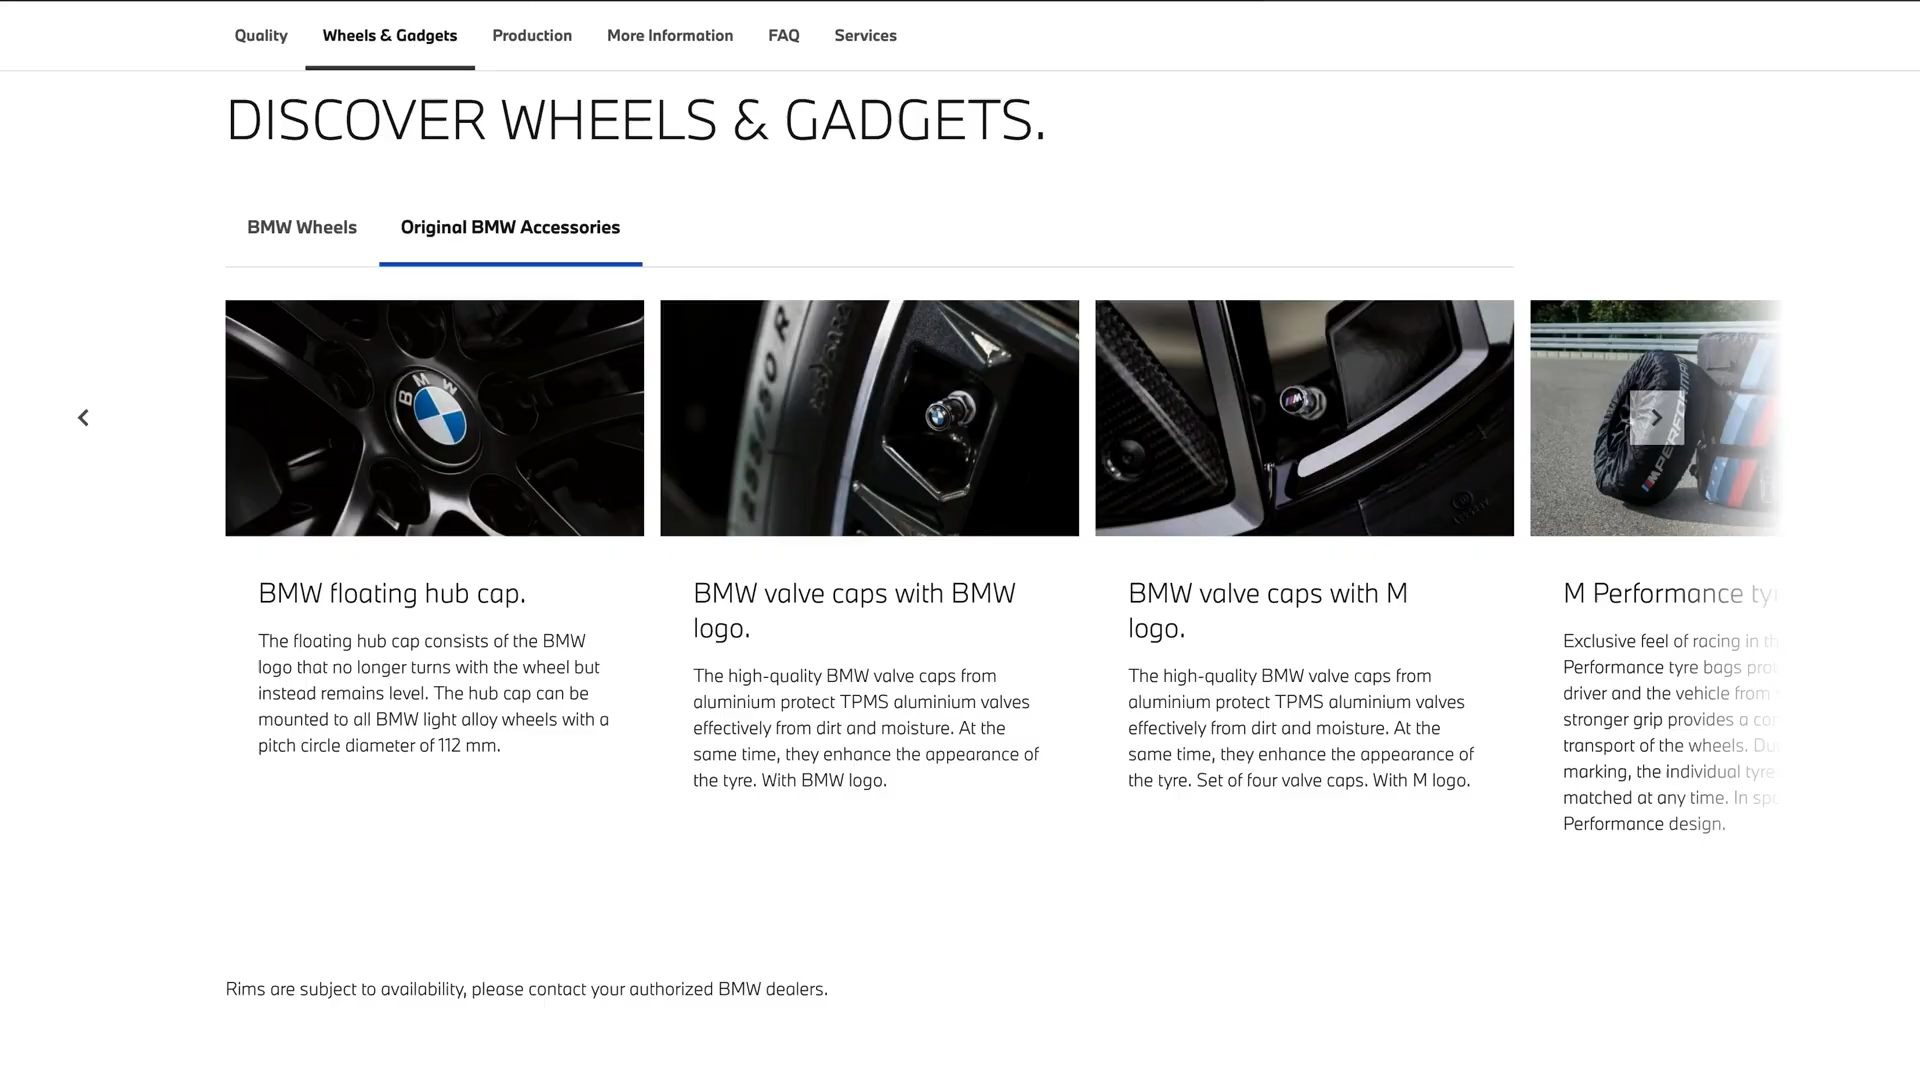 Quality Wheels & Gadgets Production More Information FAQ Services
DISCOVER WHEELS & GADGETS.
BMW Wheels Original BMW Accessories
BMW
BMW floating hub cap.
The floating hub cap consists of the BMW
logo that no longer turns with the wheel but
instead remains level. The hub cap can be
mounted to all BMW light alloy wheels with a
pitch circle diameter of 112 mm.
BMW valve caps with BMW
logo.
The high-quality BMW valve caps from
aluminium protect TPMS aluminium valves
effectively from dirt and moisture. At the
same time, they enhance the appearance of
the tyre. With BMW logo.
BMW valve caps with M
logo.
The high-quality BMW valve caps from
aluminium protect TPMS aluminium valves
effectively from dirt and moisture. At the
same time, they enhance the appearance of
the tyre. Set of four valve caps. With M logo.
M Performance
Exclusive feel of racing in
Performance tyre bags
driver and the vehicle from
stronger grip provides a
transport of the wheels.
marking, the individual
matched at any time. In
Performance design.
Rims are subject to availability, please contact your authorized BMW dealers.